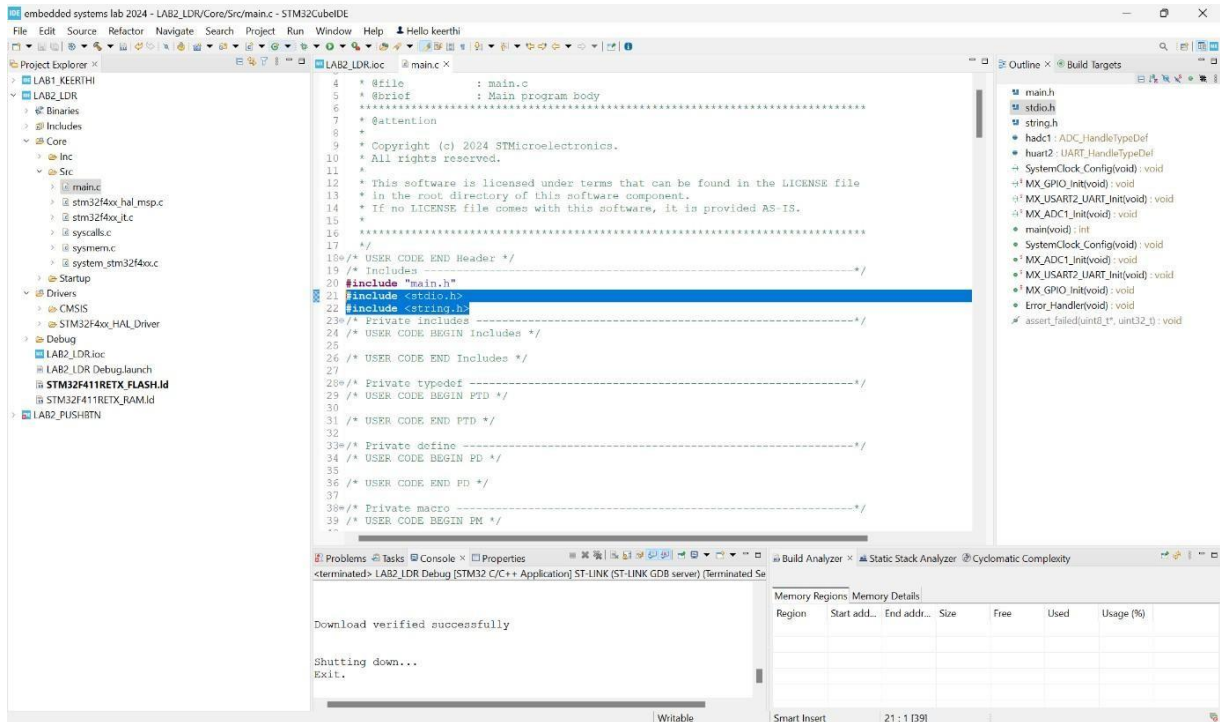 embedded systems lab 2024 - LAB2_LDR/Core/Src/main.c - STM32CubeIDE
File Edit Source Refactor Navigate Search Project Run Window Help Hello keerthi
Project Explorer
LAB1_KEERTHI
LAB2_LDR
Binaries
Includes
Core
Inc
Src
main.c
stm32f4xx_hal_msp.c
stm32f4xx_it.c
syscalls.c
sysmem.c
system_stm32f4xx.c
Startup
Drivers
CMSIS
STM32F4xx_HAL_Driver
Debug
LAB2_LDR.ioc
LAB2_LDR Debug.launch
STM32F411RETX_FLASH.ld
STM32F411RETX_RAM.ld
LAB2_PUSHBTN
LAB2_LDR.ioc main.c
4 * @file : main.c
5 * @brief : Main program body
6 ******************************************************************************
7 * @attention
8 *
9 * Copyright (c) 2024 STMicroelectronics.
10 * All rights reserved.
11 *
12 * This software is licensed under terms that can be found in the LICENSE file
13 * in the root directory of this software component.
14 * If no LICENSE file comes with this software, it is provided AS-IS.
15 *
16 ******************************************************************************
17 */
18 /* USER CODE END Header */
19 /* Includes ------------------------------------------------------------------*/
20 #include "main.h"
21 #include <stdio.h>
22 #include <string.h>
23 /* Private includes ----------------------------------------------------------*/
24 /* USER CODE BEGIN Includes */
25
26 /* USER CODE END Includes */
27
28 /* Private typedef -----------------------------------------------------------*/
29 /* USER CODE BEGIN PTD */
30
31 /* USER CODE END PTD */
32
33 /* Private define ------------------------------------------------------------*/
34 /* USER CODE BEGIN PD */
35
36 /* USER CODE END PD */
37
38 /* Private macro -------------------------------------------------------------*/
39 /* USER CODE BEGIN PM */
Outline Build Targets
main.h
stdio.h
string.h
hadc1 : ADC_HandleTypeDef
huart2 : UART_HandleTypeDef
SystemClock_Config(void) : void
MX_GPIO_Init(void) : void
MX_USART2_UART_Init(void) : void
MX_ADC1_Init(void) : void
main(void) : int
SystemClock_Config(void) : void
MX_ADC1_Init(void) : void
MX_USART2_UART_Init(void) : void
MX_GPIO_Init(void) : void
Error_Handler(void) : void
assert_failed(uint8_t*, uint32_t) : void
Problems Tasks Console Properties
<terminated> LAB2_LDR Debug [STM32 C/C++ Application] ST-LINK (ST-LINK GDB server) (Terminated Se
Download verified successfully
Shutting down...
Exit.
Build Analyzer Static Stack Analyzer Cyclomatic Complexity
Memory Regions Memory Details
Region Start add... End addr... Size Free Used Usage (%)
Writable Smart Insert 21 : 1 [39]